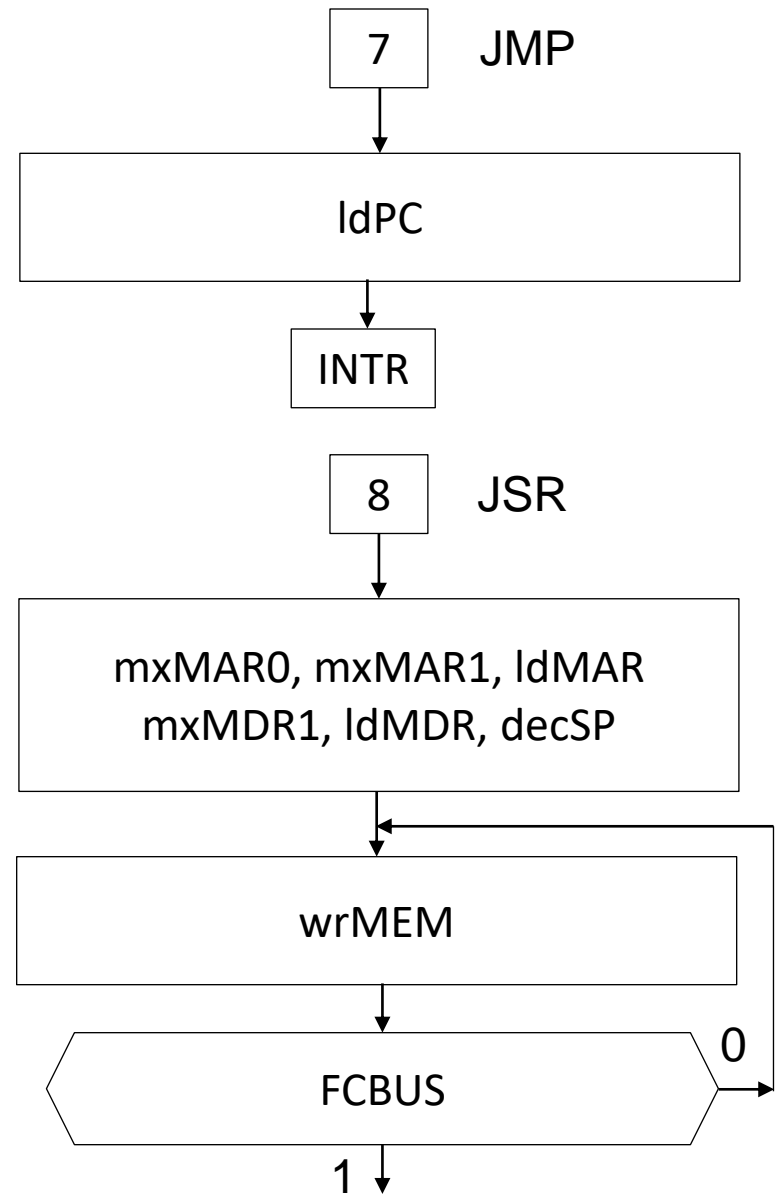 7 JMP
ldPC
INTR
8 JSR
mxMAR0, mxMAR1, ldMAR
mxMDR1, ldMDR, decSP
wrMEM
0
FCBUS
1